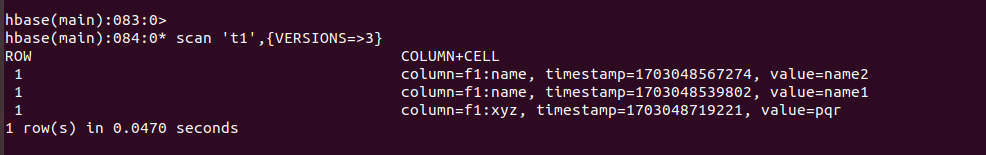 hbase(main):083:0>
hbase(main):084:0* scan 't1',{VERSIONS=>3}
ROW                                            COLUMN+CELL
 1                                             column=f1:name, timestamp=1703048567274, value=name2
 1                                             column=f1:name, timestamp=1703048539802, value=name1
 1                                             column=f1:xyz, timestamp=1703048719221, value=pqr
1 row(s) in 0.0470 seconds